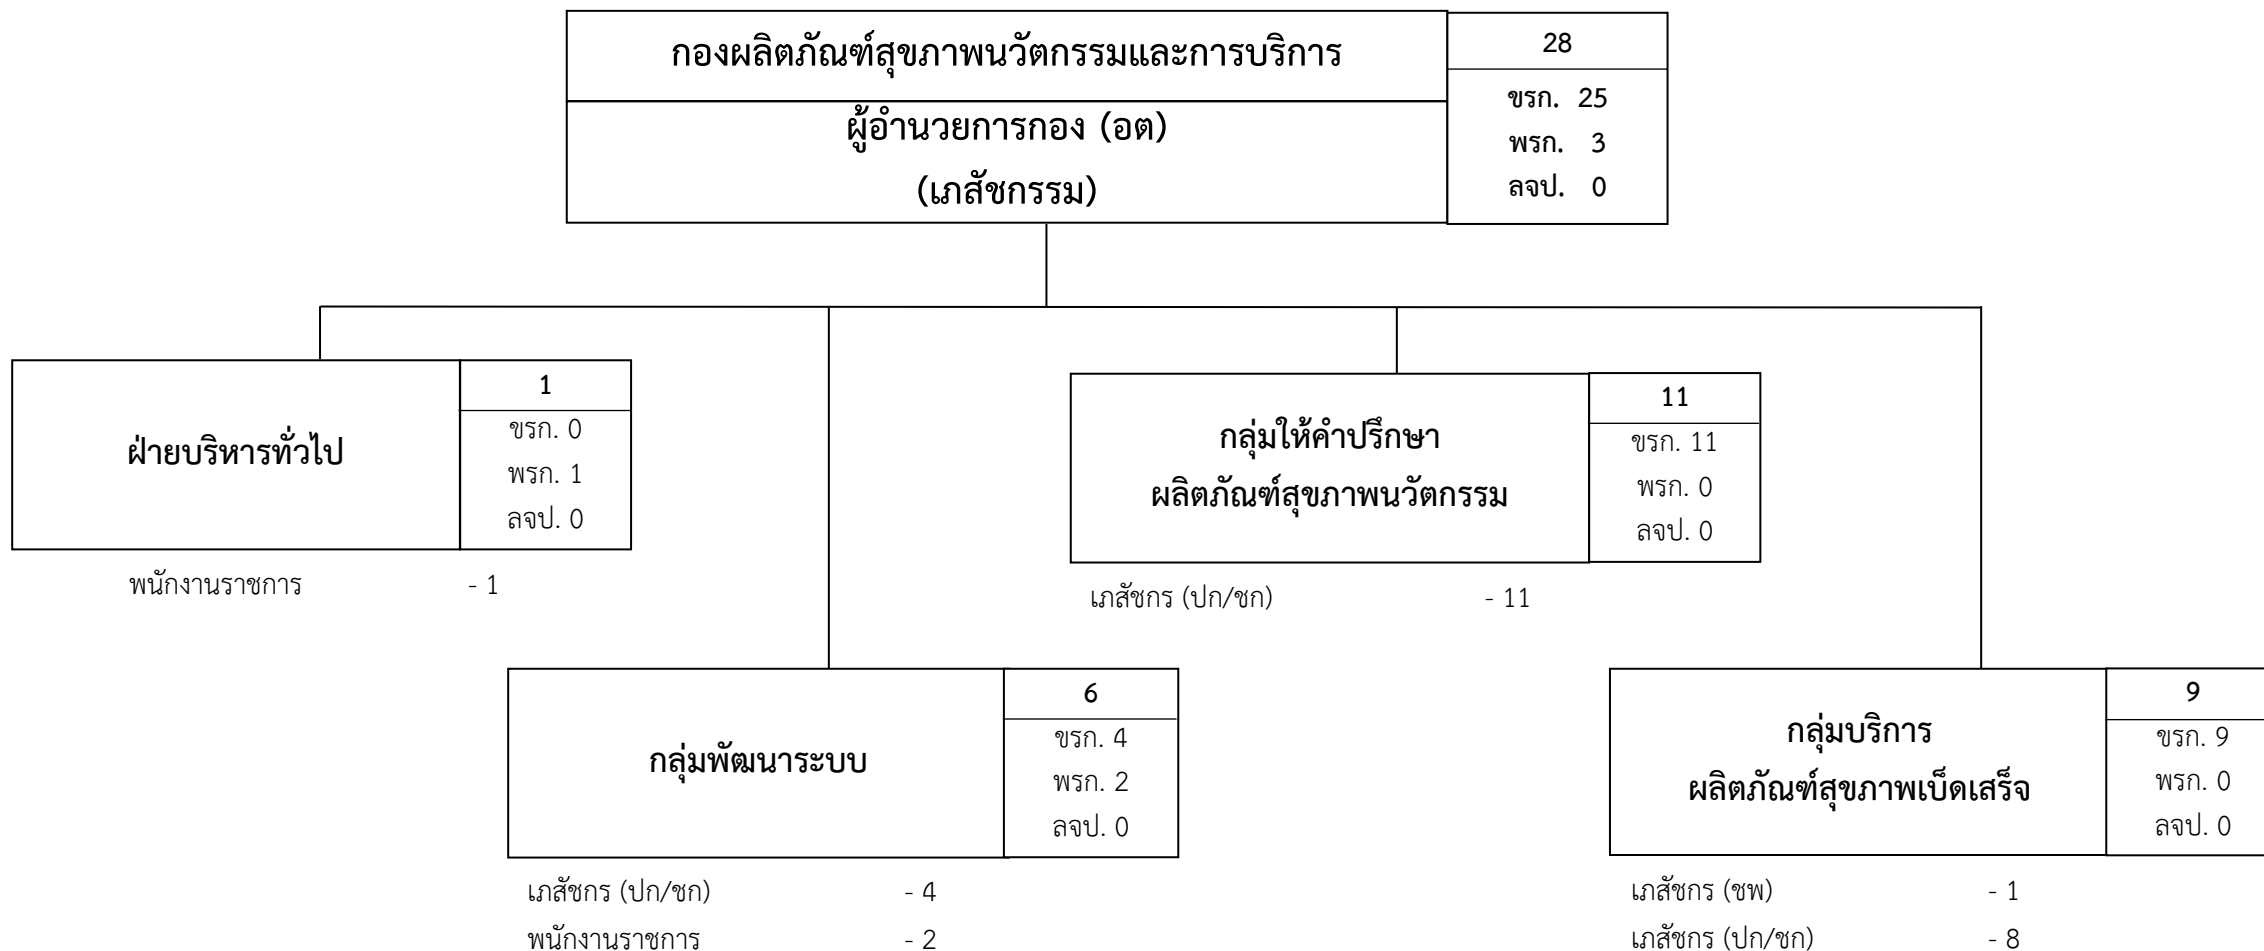 กองผลิตภัณฑ์สุขภาพนวัตกรรมและการบริการ
ผู้อำนวยการกอง (อต)
(เภสัชกรรม)
28
ขรก. 25
พรก. 3
ลจป. 0
ฝ่ายบริหารทั่วไป
1
ขรก. 0
พรก. 1
ลจป. 0
พนักงานราชการ - 1
กลุ่มให้คำปรึกษา
ผลิตภัณฑ์สุขภาพนวัตกรรม
11
ขรก. 11
พรก. 0
ลจป. 0
เภสัชกร (ปก/ชก) - 11
กลุ่มพัฒนาระบบ
6
ขรก. 4
พรก. 2
ลจป. 0
เภสัชกร (ปก/ชก) - 4
พนักงานราชการ - 2
กลุ่มบริการ
ผลิตภัณฑ์สุขภาพเบ็ดเสร็จ
9
ขรก. 9
พรก. 0
ลจป. 0
เภสัชกร (ชพ) - 1
เภสัชกร (ปก/ชก) - 8